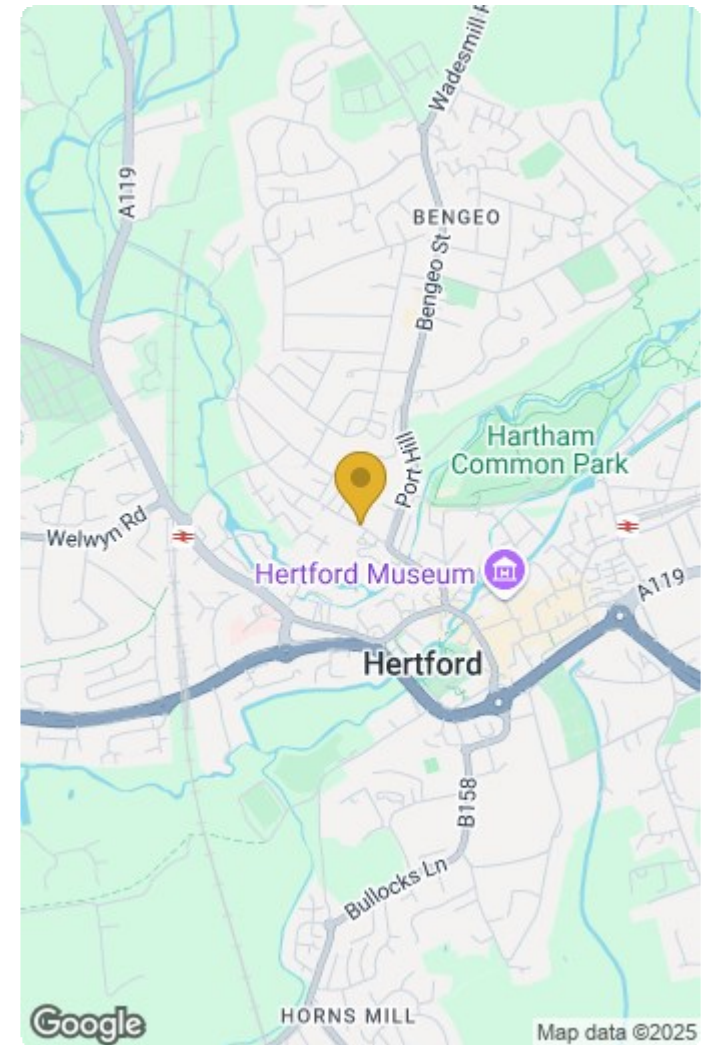 Wadesmill
A119
BENGEO
Bengeo St
Hartham
Common Park
Port Hill
Welwyn Rd
Hertford Museum
A119
Hertford
B158
Bullocks Ln
HORNS MILL
Google
Map data ©2025